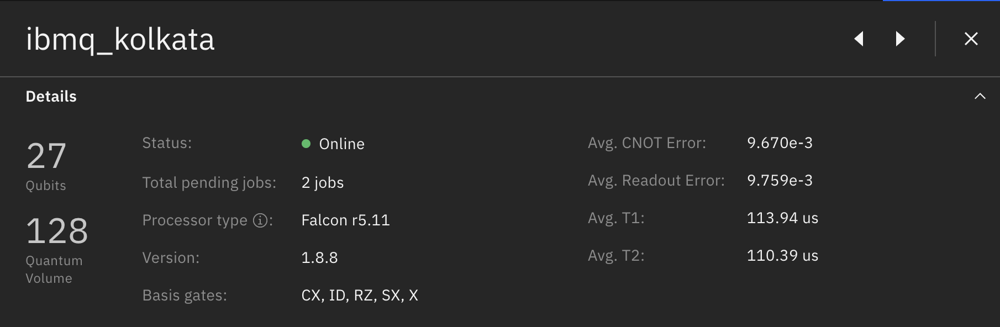 ibmq_kolkata
Details
27
Qubits
128
Quantum
Volume
Status: Online
Total pending jobs: 2 jobs
Processor type ⓘ: Falcon r5.11
Version: 1.8.8
Basis gates: CX, ID, RZ, SX, X
Avg. CNOT Error: 9.670e-3
Avg. Readout Error: 9.759e-3
Avg. T1: 113.94 us
Avg. T2: 110.39 us